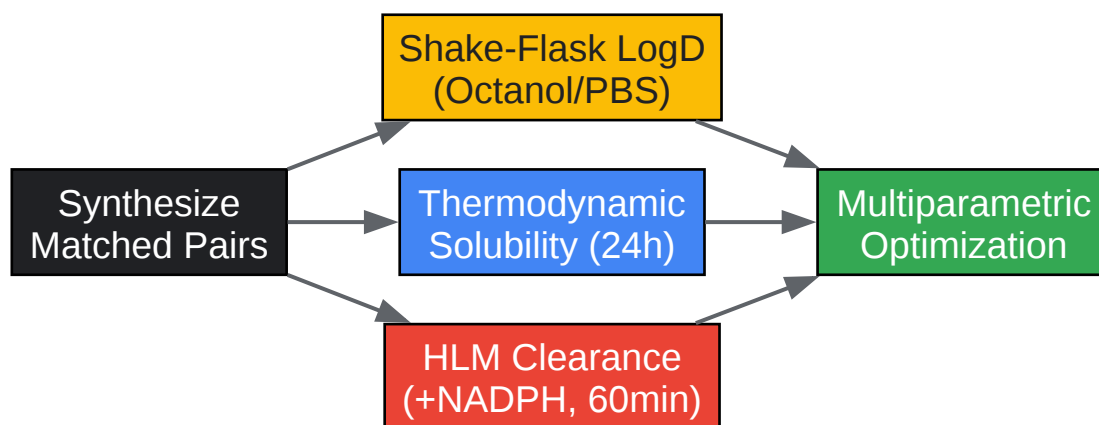 Synthesize
Matched Pairs
Shake-Flask LogD
(Octanol/PBS)
Thermodynamic
Solubility (24h)
HLM Clearance
(+NADPH, 60min)
Multiparametric
Optimization